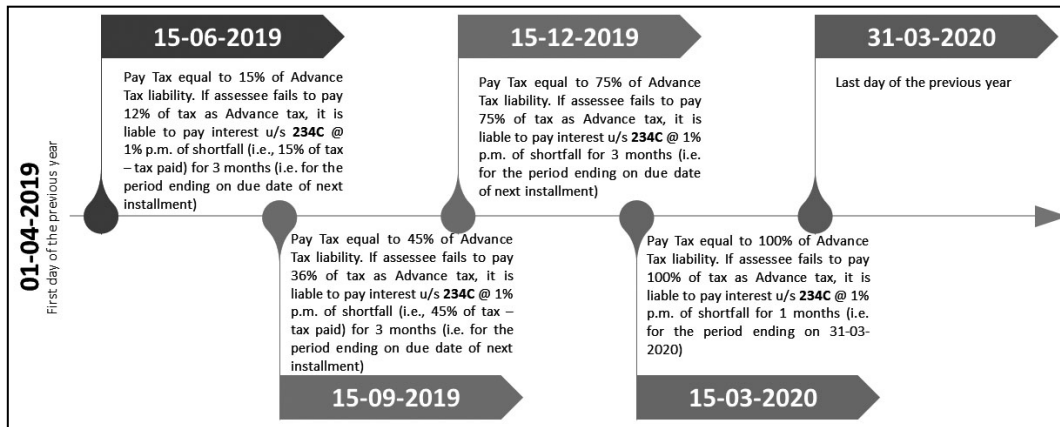 01-04-2019
First day of the previous year
15-06-2019
Pay Tax equal to 15% of Advance
Tax liability. If assessee fails to pay
12% of tax as Advance tax, it is
liable to pay interest u/s 234C @
1% p.m. of shortfall (i.e., 15% of tax
– tax paid) for 3 months (i.e. for the
period ending on due date of next
installment)
Pay Tax equal to 45% of Advance
Tax liability. If assessee fails to pay
36% of tax as Advance tax, it is
liable to pay interest u/s 234C @ 1%
p.m. of shortfall (i.e., 45% of tax –
tax paid) for 3 months (i.e. for the
period ending on due date of next
installment)
15-09-2019
15-12-2019
Pay Tax equal to 75% of Advance
Tax liability. If assessee fails to pay
75% of tax as Advance tax, it is
liable to pay interest u/s 234C @ 1%
p.m. of shortfall for 3 months (i.e.
for the period ending on due date
of next installment)
Pay Tax equal to 100% of Advance
Tax liability. If assessee fails to pay
100% of tax as Advance tax, it is
liable to pay interest u/s 234C @ 1%
p.m. of shortfall for 1 months (i.e.
for the period ending on 31-03-
2020)
15-03-2020
31-03-2020
Last day of the previous year